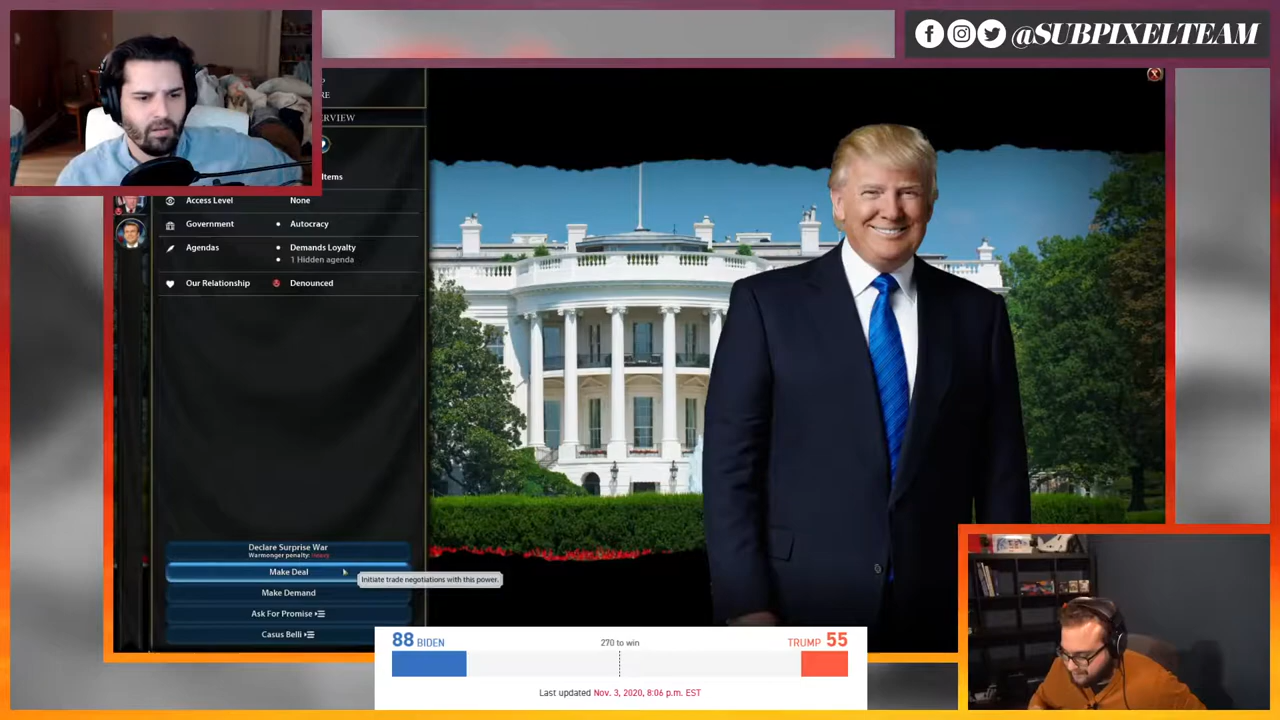 @SUBPIXELTEAM
RE
RVIEW
Items
Access Level None
Government Autocracy
Agendas Demands Loyalty
1 Hidden agenda
Our Relationship Denounced
Declare Surprise War
Warmonger penalty: Heavy
Make Deal
Initiate trade negotiations with this power.
Make Demand
Ask For Promise
Casus Belli
88 BIDEN 270 to win TRUMP 55
Last updated Nov. 3, 2020, 8:06 p.m. EST